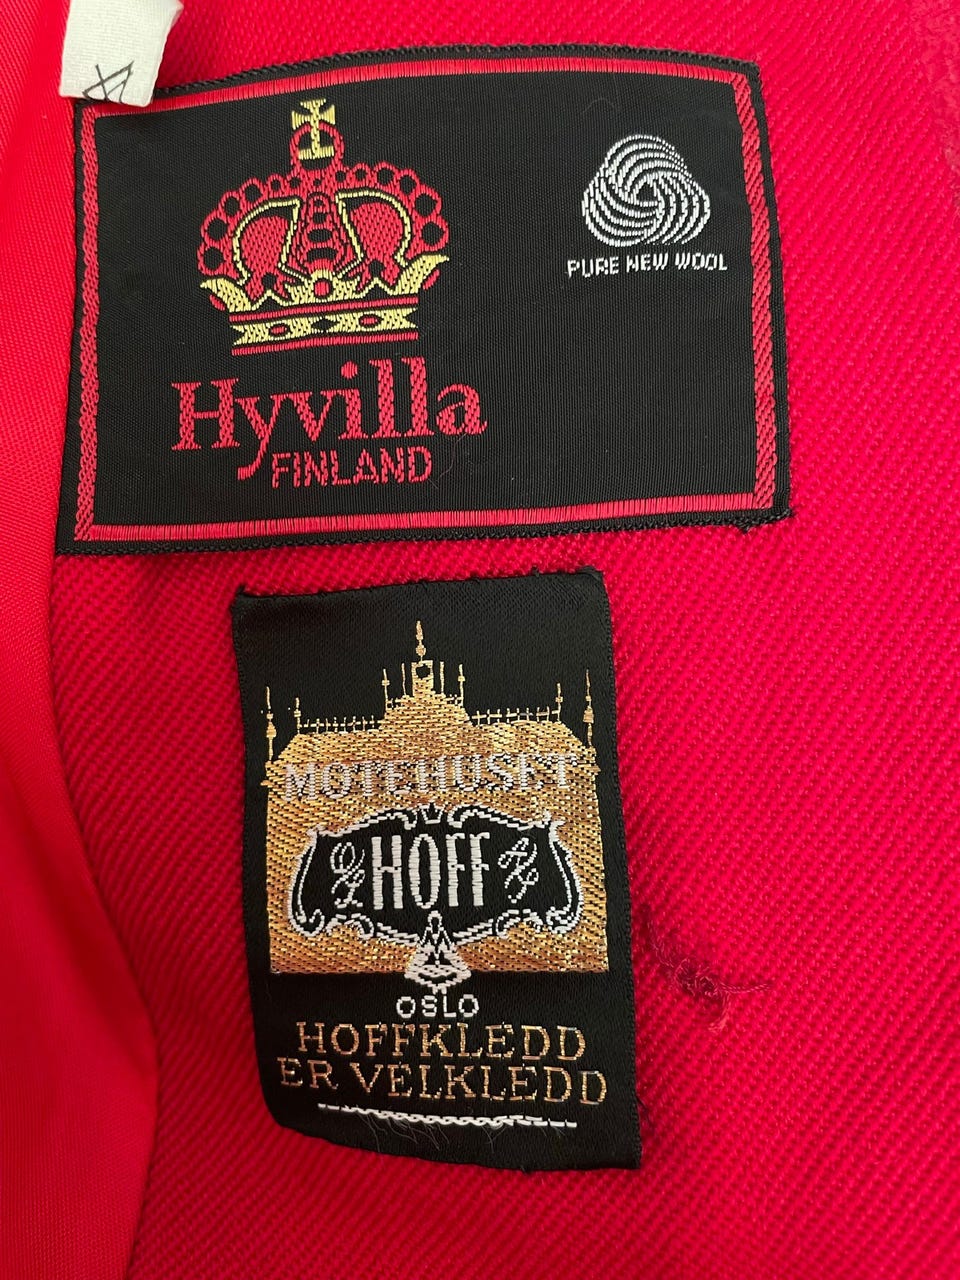 PURE NEW WOOL
Hyvilla
FINLAND
MOTEHUSET
HOFF
OSLO
HOFFKLEDD
ER VELKLEDD